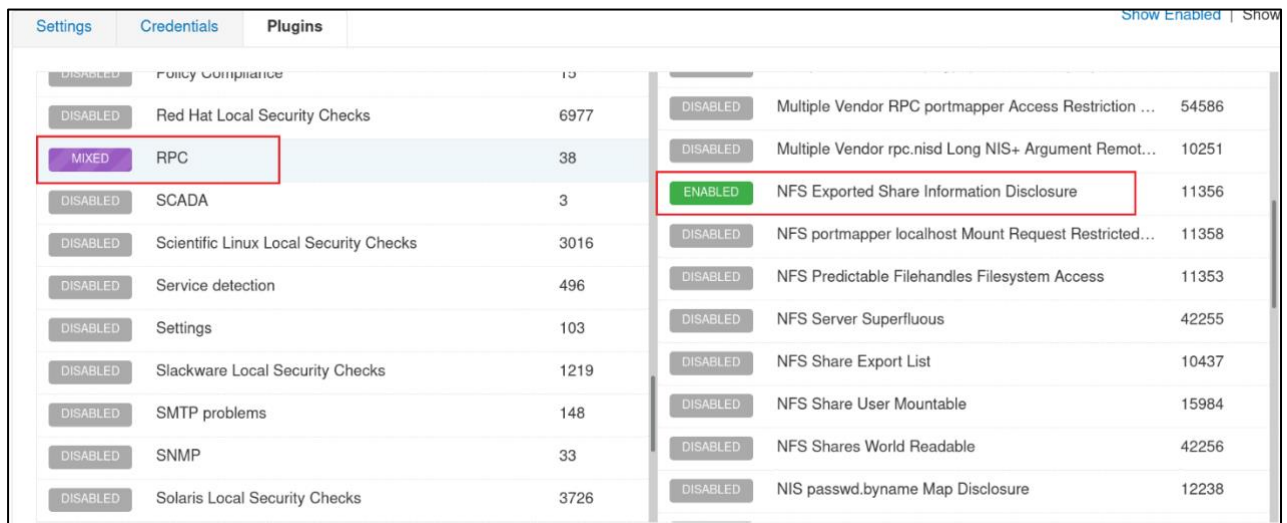 Show Enabled | Show
Settings Credentials Plugins
DISABLED Policy Compliance 15
DISABLED Red Hat Local Security Checks 6977
MIXED RPC 38
DISABLED SCADA 3
DISABLED Scientific Linux Local Security Checks 3016
DISABLED Service detection 496
DISABLED Settings 103
DISABLED Slackware Local Security Checks 1219
DISABLED SMTP problems 148
DISABLED SNMP 33
DISABLED Solaris Local Security Checks 3726
DISABLED Multiple Vendor RPC portmapper Access Restriction ... 54586
DISABLED Multiple Vendor rpc.nisd Long NIS+ Argument Remot... 10251
ENABLED NFS Exported Share Information Disclosure 11356
DISABLED NFS portmapper localhost Mount Request Restricted... 11358
DISABLED NFS Predictable Filehandles Filesystem Access 11353
DISABLED NFS Server Superfluous 42255
DISABLED NFS Share Export List 10437
DISABLED NFS Share User Mountable 15984
DISABLED NFS Shares World Readable 42256
DISABLED NIS passwd.byname Map Disclosure 12238